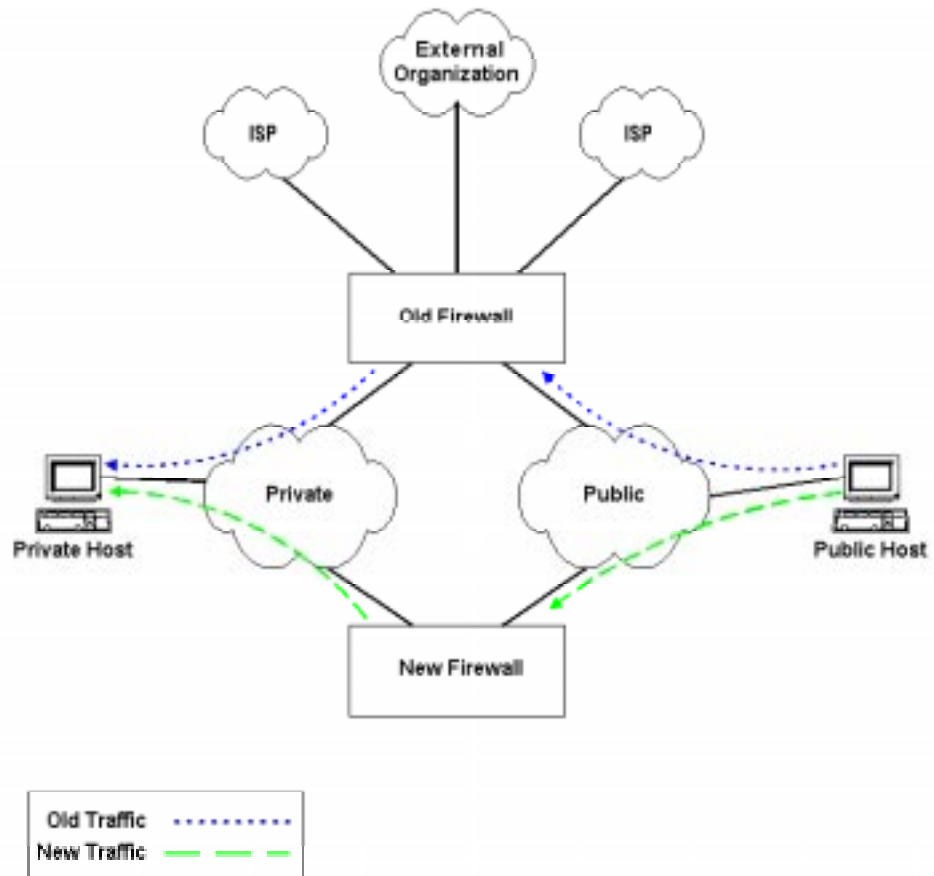 External
Organization
ISP
ISP
Old Firewall
Private
Public
Private Host
Public Host
New Firewall
Old Traffic
New Traffic